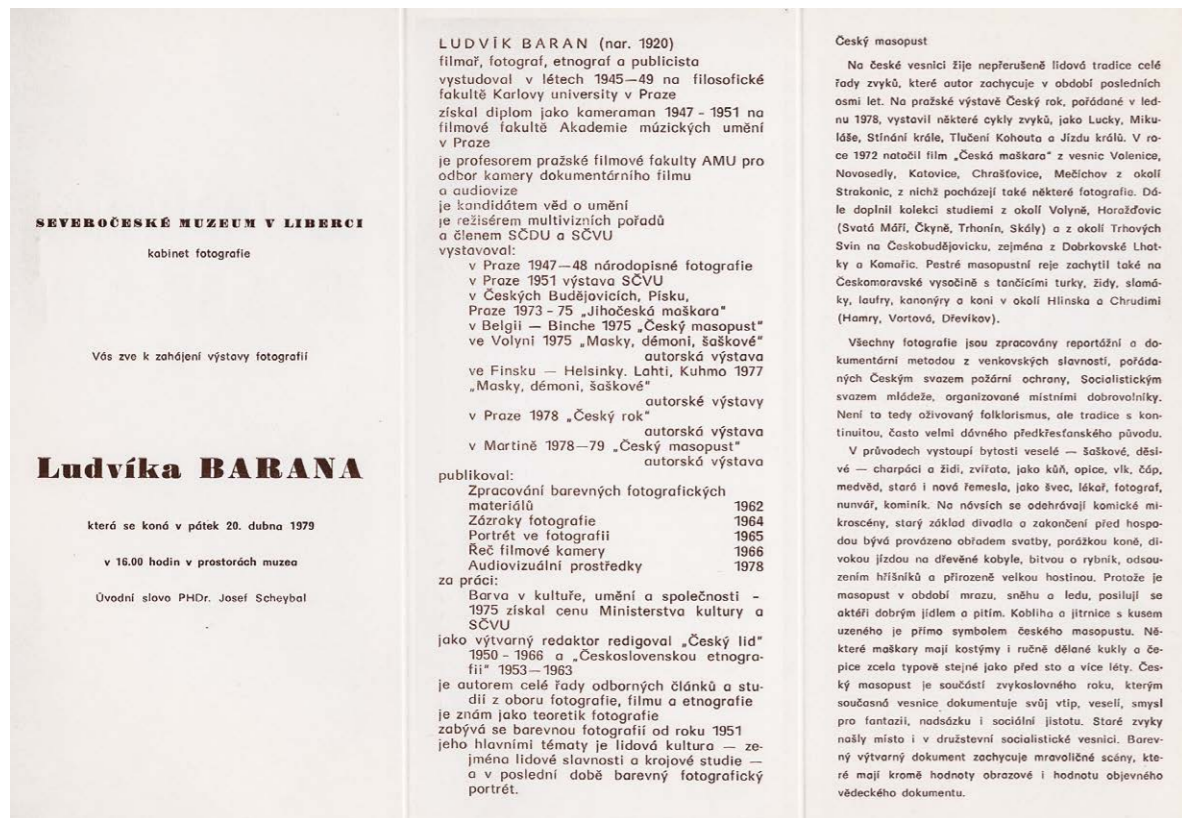 SEVEROČESKÉ MUZEUM V LIBERCI
kabinet fotografie
Vás zve k zahájení výstavy fotografií
Ludvíka BARANA
která se koná v pátek 20. dubna 1979
v 16.00 hodin v prostorách muzea
Úvodní slovo PHDr. Josef Scheybal
LUDVÍK BARAN (nar. 1920)
filmař, fotograf, etnograf a publicista
vystudoval v létech 1945—49 na filosofické
fakultě Karlovy university v Praze
získal diplom jako kameraman 1947 - 1951 na
filmové fakultě Akademie múzických umění
v Praze
je profesorem pražské filmové fakulty AMU pro
odbor kamery dokumentárního filmu
a audiovize
je kandidátem věd o umění
je režisérem multivizních pořadů
a členem SČDU a SČVU
vystavoval:
v Praze 1947—48 národopisné fotografie
v Praze 1951 výstava SČVU
v Českých Budějovicích, Písku,
Praze 1973 - 75 „Jihočeská maškara"
v Belgii — Binche 1975 „Český masopust"
ve Volyni 1975 „Masky, démoni, šaškové"
autorská výstava
ve Finsku — Helsinky. Lahti, Kuhmo 1977
„Masky, démoni, šaškové"
autorské výstavy
v Praze 1978 „Český rok"
autorská výstava
v Martině 1978—79 „Český masopust"
autorská výstava
publikoval:
Zpracování barevných fotografických
materiálů 1962
Zázraky fotografie 1964
Portrét ve fotografii 1965
Řeč filmové kamery 1966
Audiovizuální prostředky 1978
za práci:
Barva v kultuře, umění a společnosti -
1975 získal cenu Ministerstva kultury a
SČVU
jako výtvarný redaktor redigoval „Český lid"
1950 - 1966 a „Československou etnogra-
fii" 1953—1963
je autorem celé řady odborných článků a stu-
dií z oboru fotografie, filmu a etnografie
je znám jako teoretik fotografie
zabývá se barevnou fotografií od roku 1951
jeho hlavními tématy je lidová kultura — ze-
jména lidové slavnosti a krojové studie —
a v poslední době barevný fotografický
portrét.
Český masopust
Na české vesnici žije nepřerušeně lidová tradice celé
řady zvyků, které autor zachycuje v období posledních
osmi let. Na pražské výstavě Český rok, pořádané v led-
nu 1978, vystavil některé cykly zvyků, jako Lucky, Miku-
láše, Stínání krále, Tlučení Kohouta a Jízdu králů. V ro-
ce 1972 natočil film „Česká maškara" z vesnic Volenice,
Novosedly, Katovice, Chrašťovice, Mečichov z okolí
Strakonic, z nichž pocházejí také některé fotografie. Dá-
le doplnil kolekci studiemi z okolí Volyně, Horažďovic
(Svatá Máří, Čkyně, Trhonín, Skály) a z okolí Trhových
Svin na Českobudějovicku, zejména z Dobrkovské Lhot-
ky a Kamařic. Pestré masopustní reje zachytil také na
Českomoravské vysočině s tančícími turky, židy, slamá-
ky, laufry, kanonýry a koni v okolí Hlinska a Chrudimi
(Hamry, Vortová, Dřevíkov).
Všechny fotografie jsou zpracovány reportážní a do-
kumentární metodou z venkovských slavností, pořáda-
ných Českým svazem požární ochrany, Socialistickým
svazem mládeže, organizované místními dobrovolníky.
Není to tedy oživovaný folklorismus, ale tradice s kon-
tinuitou, často velmi dávného předkřesťanského původu.
V průvodech vystoupí bytosti veselé — šaškové, děsi-
vé — charpáci a židi, zvířata, jako kůň, opice, vlk, čáp,
medvěd, stará i nová řemesla, jako švec, lékař, fotograf,
nunvář, kominík. Na návsích se odehrávají komické mi-
kroscény, starý základ divadla a zakončení před hospo-
dou bývá provázeno obřadem svatby, porážkou koně, di-
vokou jízdou na dřevěné kobyle, bitvou o rybník, odsou-
zením hříšníků a přirozeně velkou hostinou. Protože je
masopust v období mrazu, sněhu a ledu, posilují se
aktéři dobrým jídlem a pitím. Kobliha a jitrnice s kusem
uzeného je přímo symbolem českého masopustu. Ně-
které maškary mají kostýmy i ručně dělané kukly a če-
pice zcela typově stejné jako před sto a více léty. Čes-
ký masopust je součástí zvykoslovného roku, kterým
současná vesnice dokumentuje svůj vtip, veselí, smysl
pro fantazii, nadsázku i sociální jistotu. Staré zvyky
našly místo i v družstevní socialistické vesnici. Barev-
ný výtvarný dokument zachycuje mravoličné scény, kte-
ré mají kromě hodnoty obrazové i hodnotu objevného
vědeckého dokumentu.